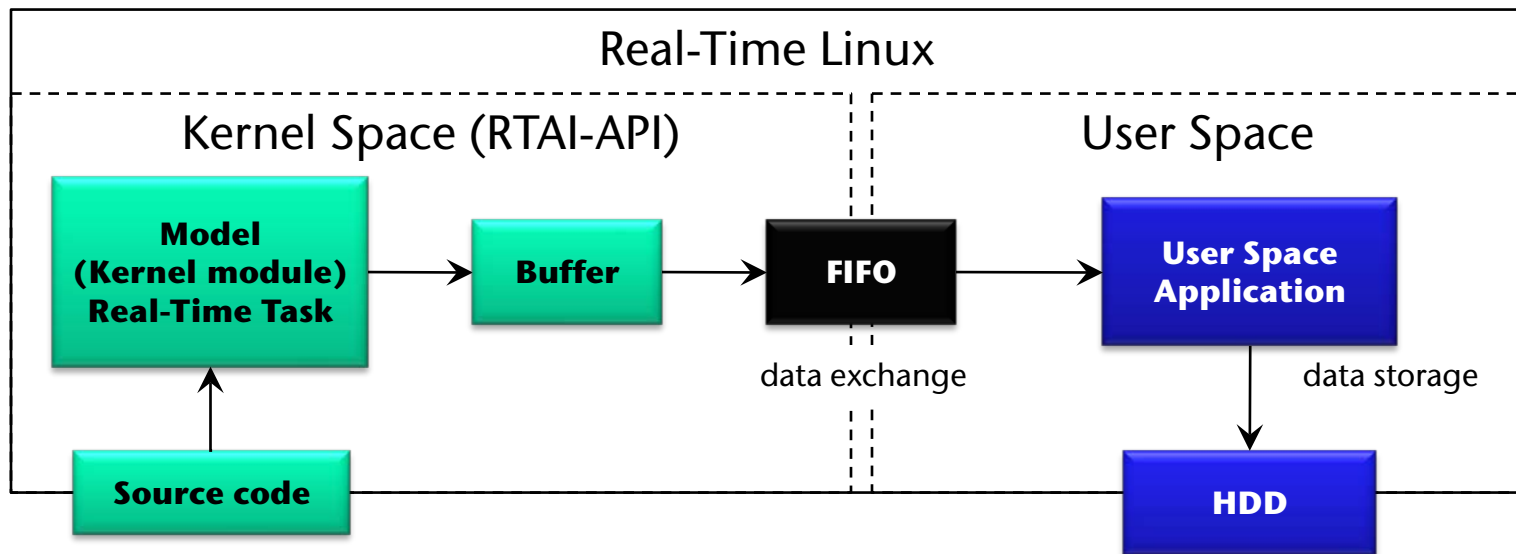 Real-Time Linux
Kernel Space (RTAI-API)
User Space
Model
(Kernel module)
Real-Time Task
Buffer
FIFO
User Space
Application
data exchange
data storage
Source code
HDD